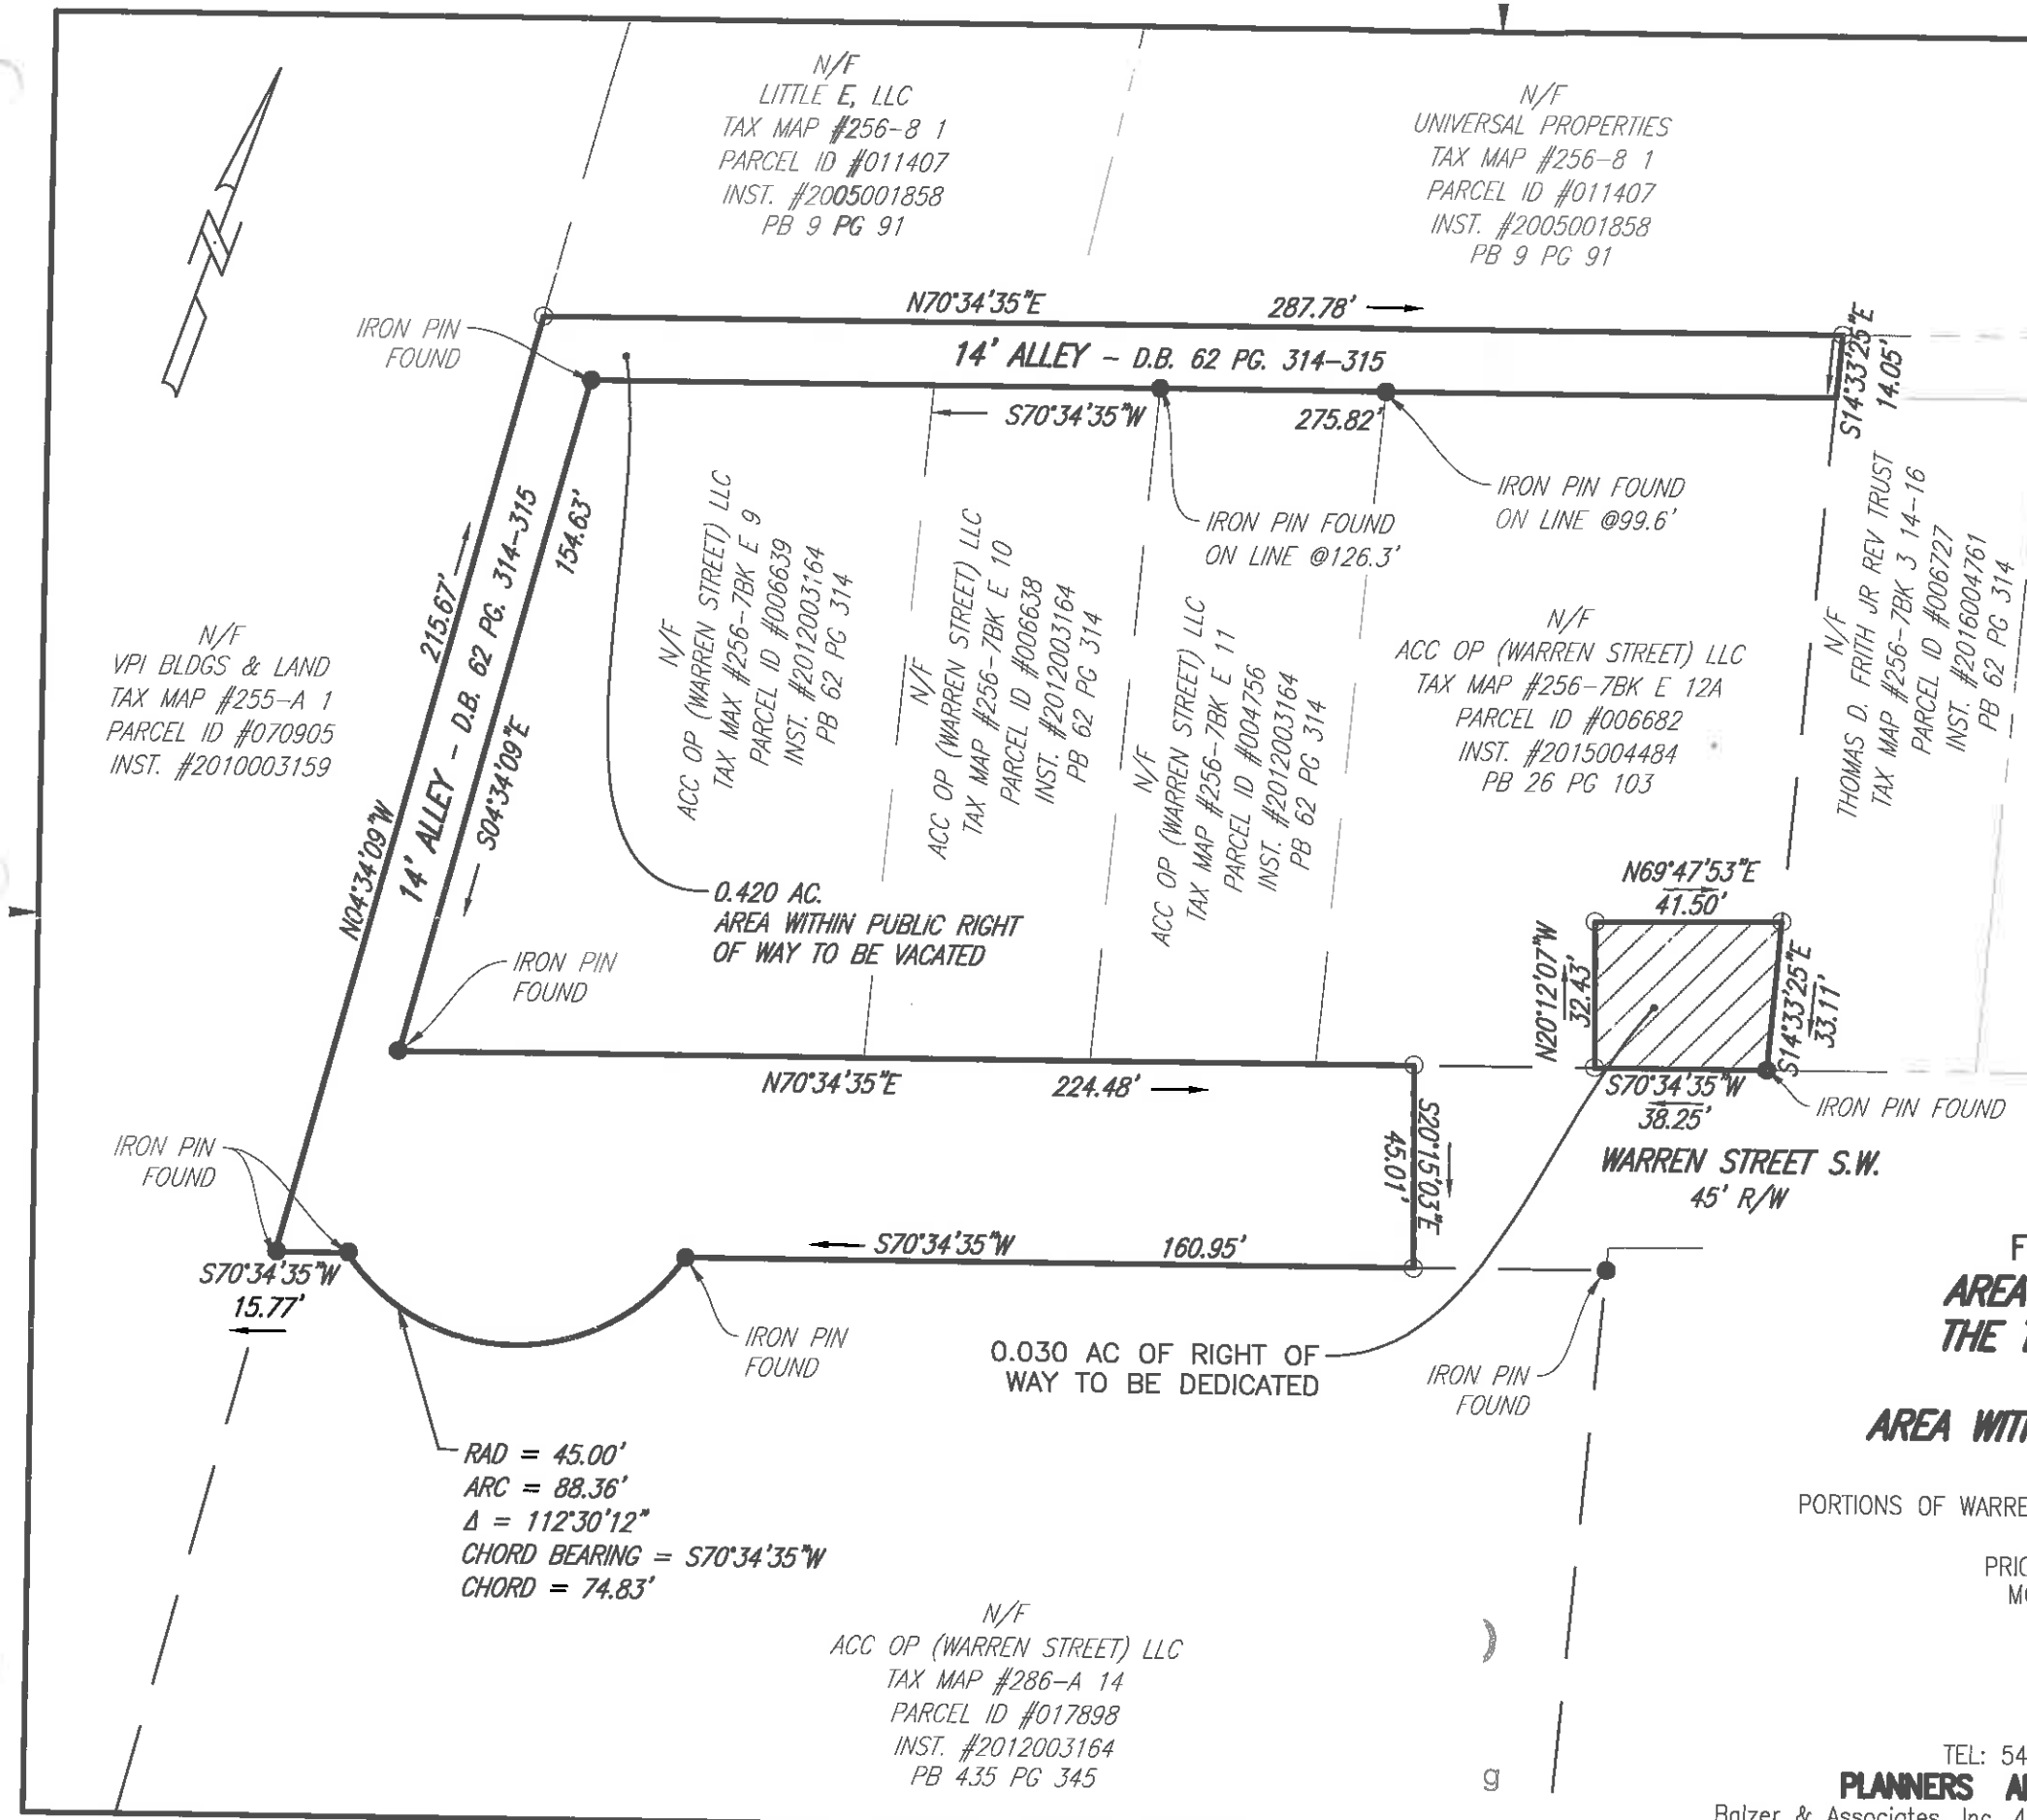 N/F
LITTLE E, LLC
TAX MAP #256-8 1
PARCEL ID #011407
INST. #2005001858
PB 9 PG 91
N/F
UNIVERSAL PROPERTIES
TAX MAP #256-8 1
PARCEL ID #011407
INST. #2005001858
PB 9 PG 91
N
IRON PIN
FOUND
N70°34'35"E
287.78'
14' ALLEY - D.B. 62 PG. 314-315
S14°33'25"E
14.05'
S70°34'35"W
275.82'
IRON PIN FOUND
ON LINE @126.3'
IRON PIN FOUND
ON LINE @99.6'
215.67'
N04°34'09"W
14' ALLEY - D.B. 62 PG. 314-315
154.63'
S04°34'09"E
N/F
VPI BLDGS & LAND
TAX MAP #255-A 1
PARCEL ID #070905
INST. #2010003159
N/F
ACC OP (WARREN STREET) LLC
TAX MAX #256-7BK E 9
PARCEL ID #006639
INST. #2012003164
PB 62 PG 314
N/F
ACC OP (WARREN STREET) LLC
TAX MAP #256-7BK E 10
PARCEL ID #006638
INST. #2012003164
PB 62 PG 314
N/F
ACC OP (WARREN STREET) LLC
TAX MAP #256-7BK E 11
PARCEL ID #004756
INST. #2012003164
PB 62 PG 314
N/F
ACC OP (WARREN STREET) LLC
TAX MAP #256-7BK E 12A
PARCEL ID #006682
INST. #2015004484
PB 26 PG 103
N/F
THOMAS D. FRITH JR REV TRUST
TAX MAP #256-7BK 3 14-16
PARCEL ID #006727
INST. #2016004761
PB 62 PG 314
0.420 AC.
AREA WITHIN PUBLIC RIGHT
OF WAY TO BE VACATED
IRON PIN
FOUND
N69°47'53"E
41.50'
N20°12'07"W
32.43'
S14°33'25"E
33.11'
S70°34'35"W
38.25'
IRON PIN FOUND
N70°34'35"E
224.48'
S20°15'03"E
45.01'
WARREN STREET S.W.
45' R/W
IRON PIN
FOUND
S70°34'35"W
15.77'
S70°34'35"W
160.95'
IRON PIN
FOUND
0.030 AC OF RIGHT OF
WAY TO BE DEDICATED
IRON PIN
FOUND
RAD = 45.00'
ARC = 88.36'
Δ = 112°30'12"
CHORD BEARING = S70°34'35"W
CHORD = 74.83'
N/F
ACC OP (WARREN STREET) LLC
TAX MAP #286-A 14
PARCEL ID #017898
INST. #2012003164
PB 435 PG 345
F
AREA
THE
AREA
PORTIONS OF
TEL: 54
PLANNERS
Balzer & Associates, Inc. 
g